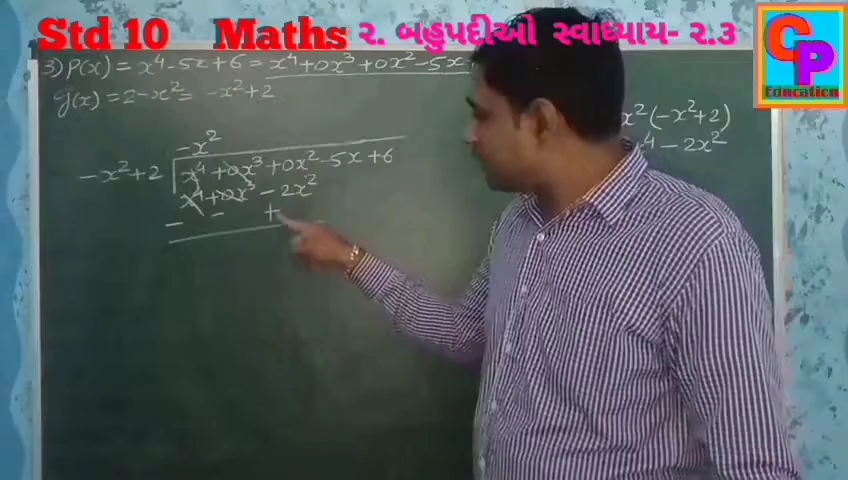 Std 10 Maths ૨. બહુપદીઓ સ્વાધ્યાય- ૨.૩
CP
Education
3) P(x) = x⁴-5x+6 = x⁴+0x³+0x²-5x
g(x) = 2-x² = -x²+2
x²(-x²+2)
⁴ - 2x²
-x²
-x²+2 x⁴+0x³+0x²-5x+6
x⁴+0x³-2x²
- - +